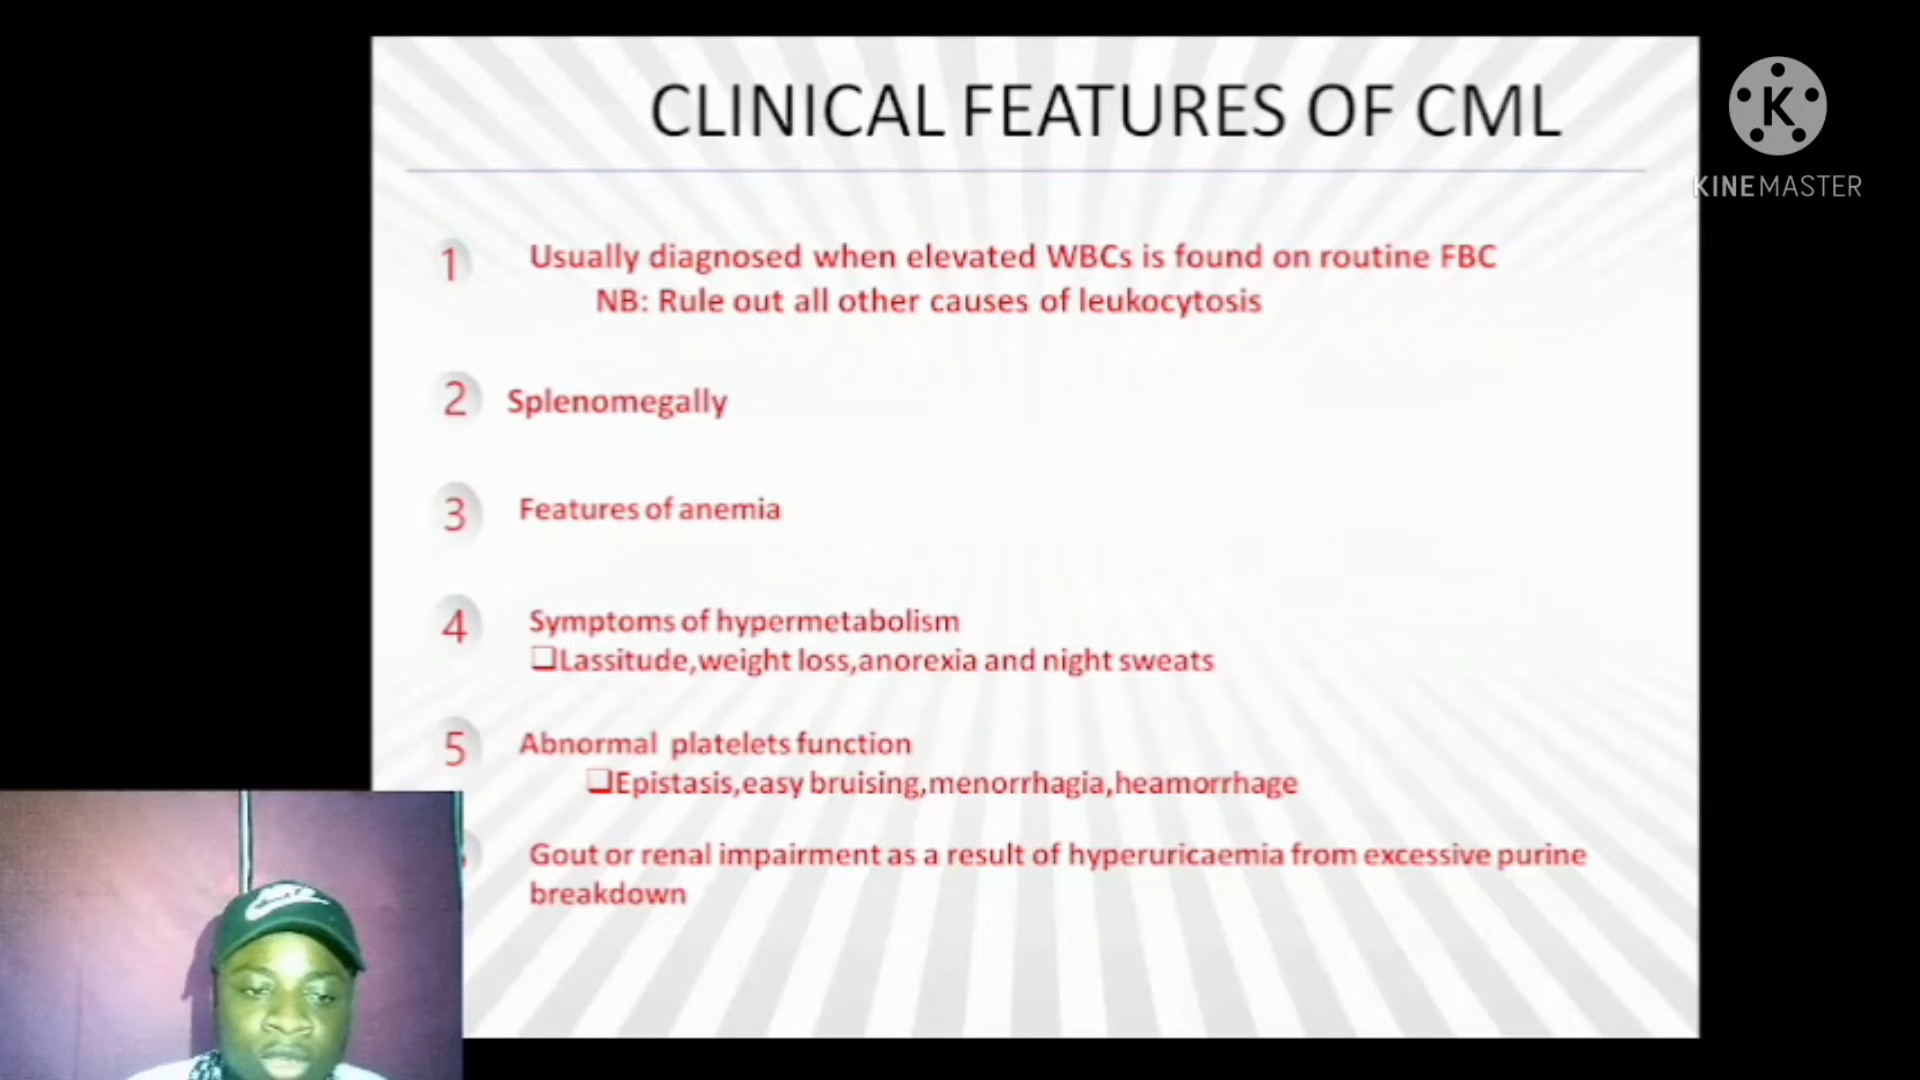 CLINICAL FEATURES OF CML
K
KINEMASTER
1 Usually diagnosed when elevated WBCs is found on routine FBC
NB: Rule out all other causes of leukocytosis
2 Splenomegally
3 Features of anemia
4 Symptoms of hypermetabolism
❑Lassitude,weight loss,anorexia and night sweats
5 Abnormal platelets function
❑Epistasis,easy bruising,menorrhagia,heamorrhage
Gout or renal impairment as a result of hyperuricaemia from excessive purine
breakdown